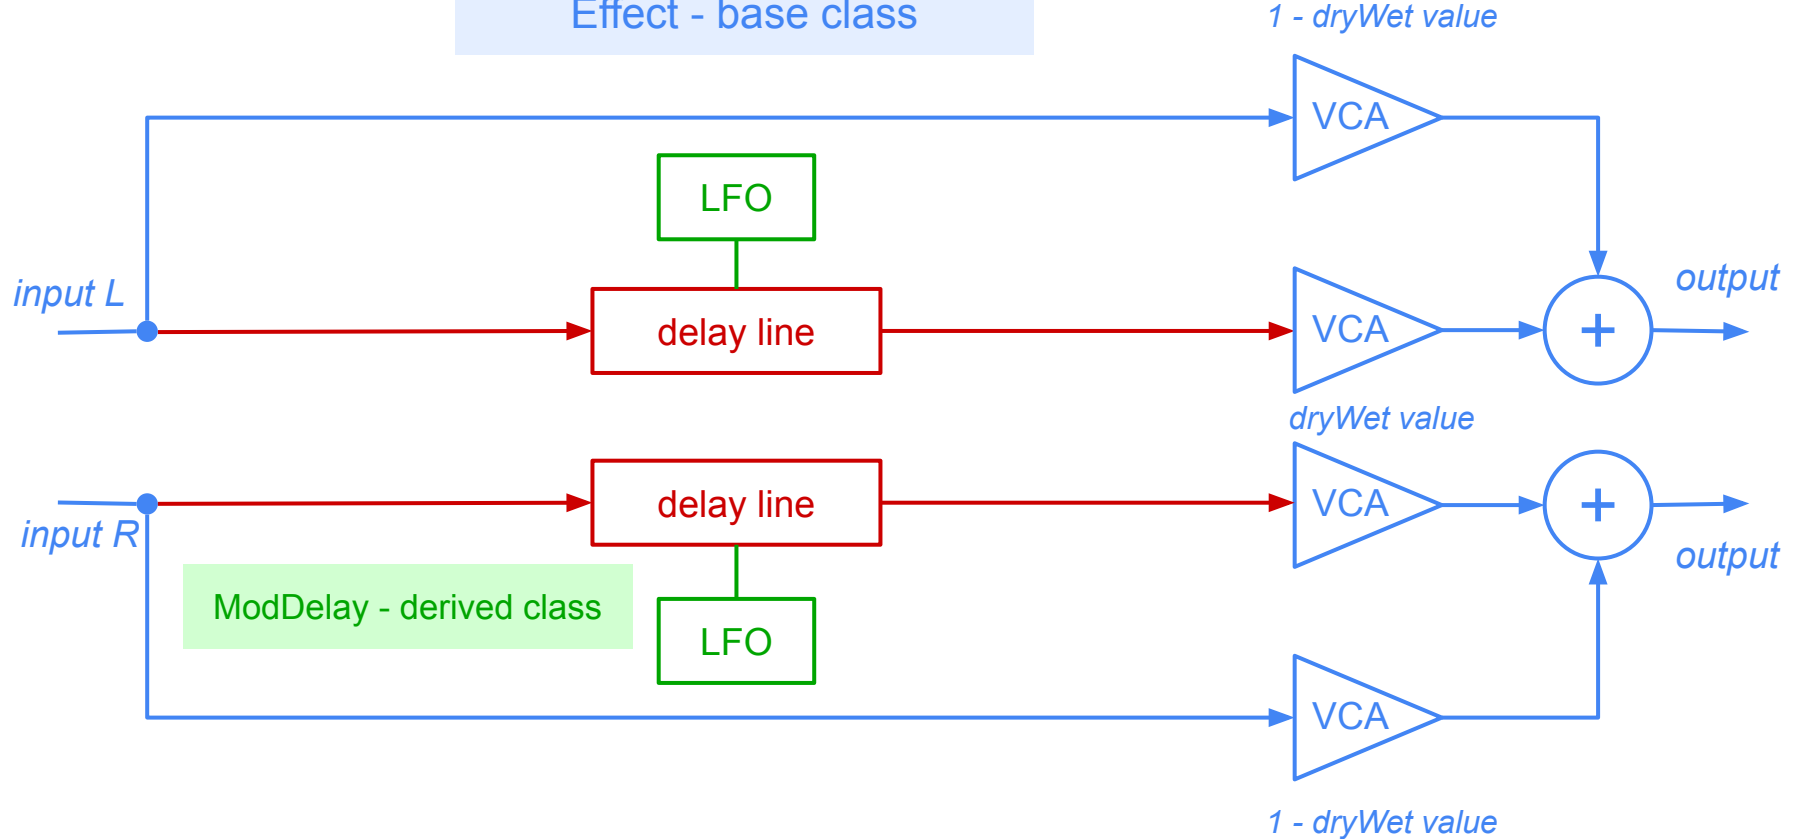 Effect - base class
1 - dryWet value
VCA
LFO
input L
output
delay line
VCA
+
dryWet value
delay line
VCA
+
input R
output
ModDelay - derived class
LFO
VCA
1 - dryWet value